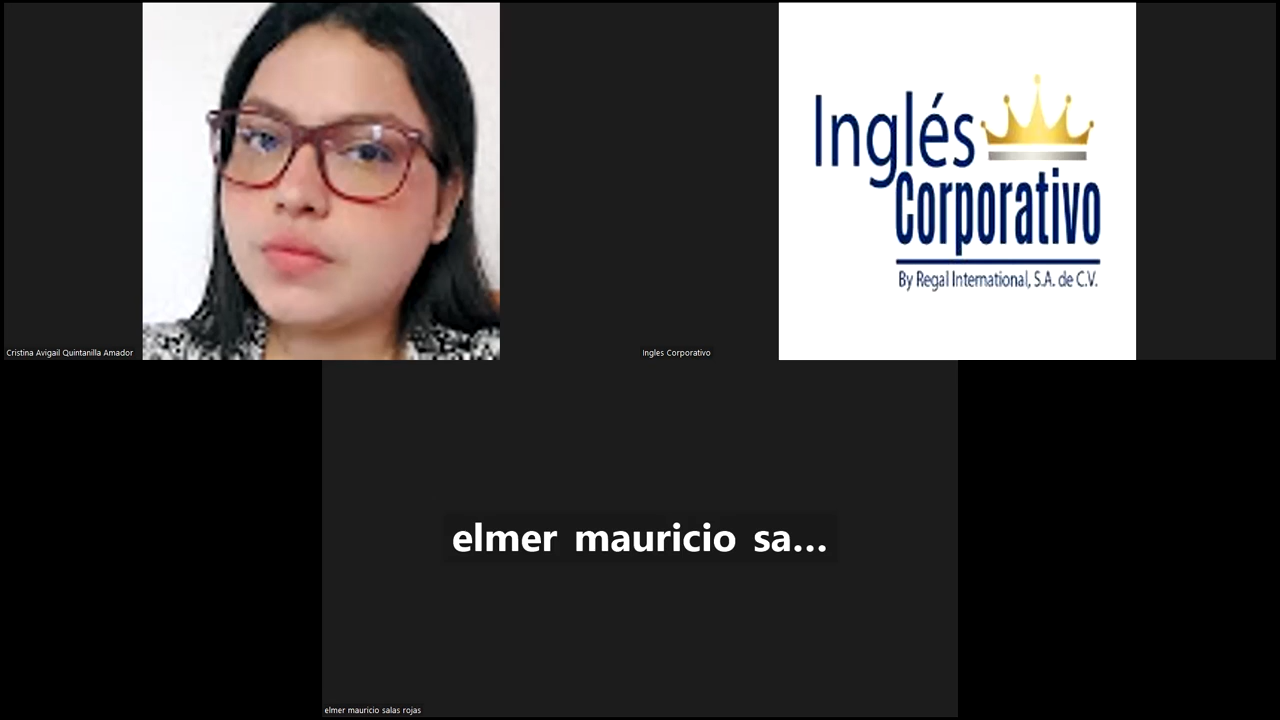 Inglés
Corporativo
By Regal International, S.A. de C.V.
Cristina Avigail Quintanilla Amador
Ingles Corporativo
elmer mauricio sa...
elmer mauricio salas rojas